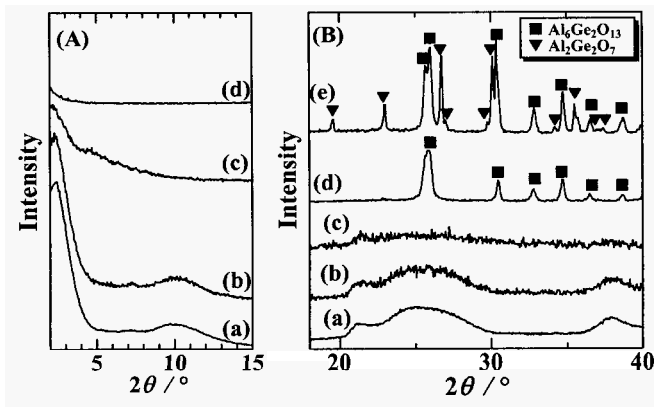 (A)
(d)
(c)
(b)
(a)
Intensity
5 10 15
2θ / °
(B)
■ Al₆Ge₂O₁₃
▼ Al₂Ge₂O₇
(e)
(d)
(c)
(b)
(a)
Intensity
20 30 40
2θ / °